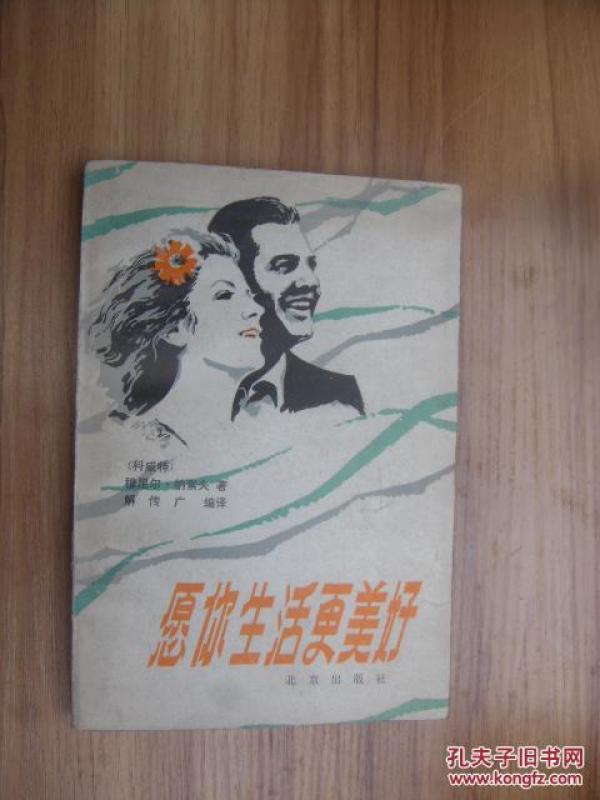 (科威特)
穆尼尔·纳素夫 著
解 传 广 编译
愿你生活更美好
北京出版社
孔夫子旧书网
www.kongfz.com